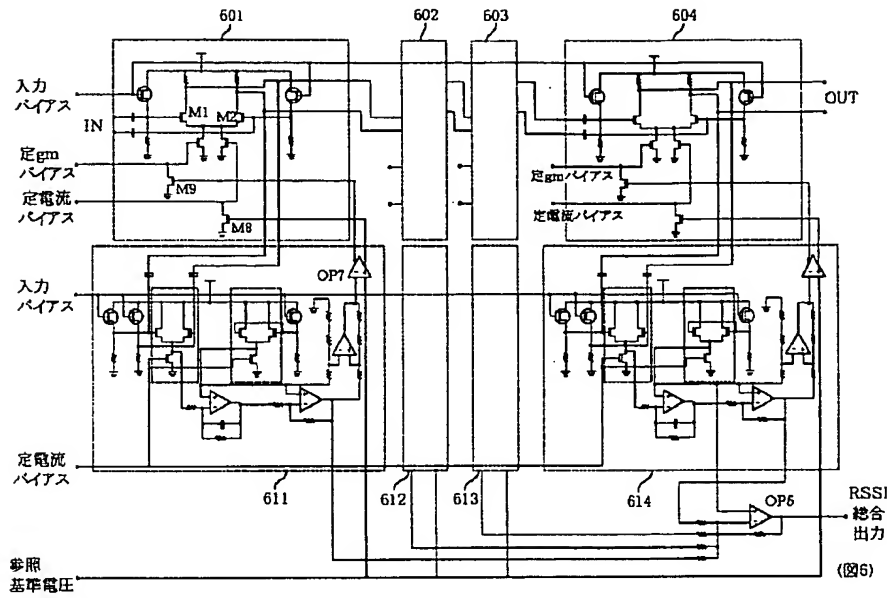 601
602
603
604
入力
バイアス
M1
M2
IN
OUT
定gm
バイアス
M9
定gmバイアス
定電流
バイアス
定電流バイアス
M8
OP7
入力
バイアス
定電流
バイアス
611
612
613
614
OP6
RSSI
総合
出力
参照
基準電圧
(図6)